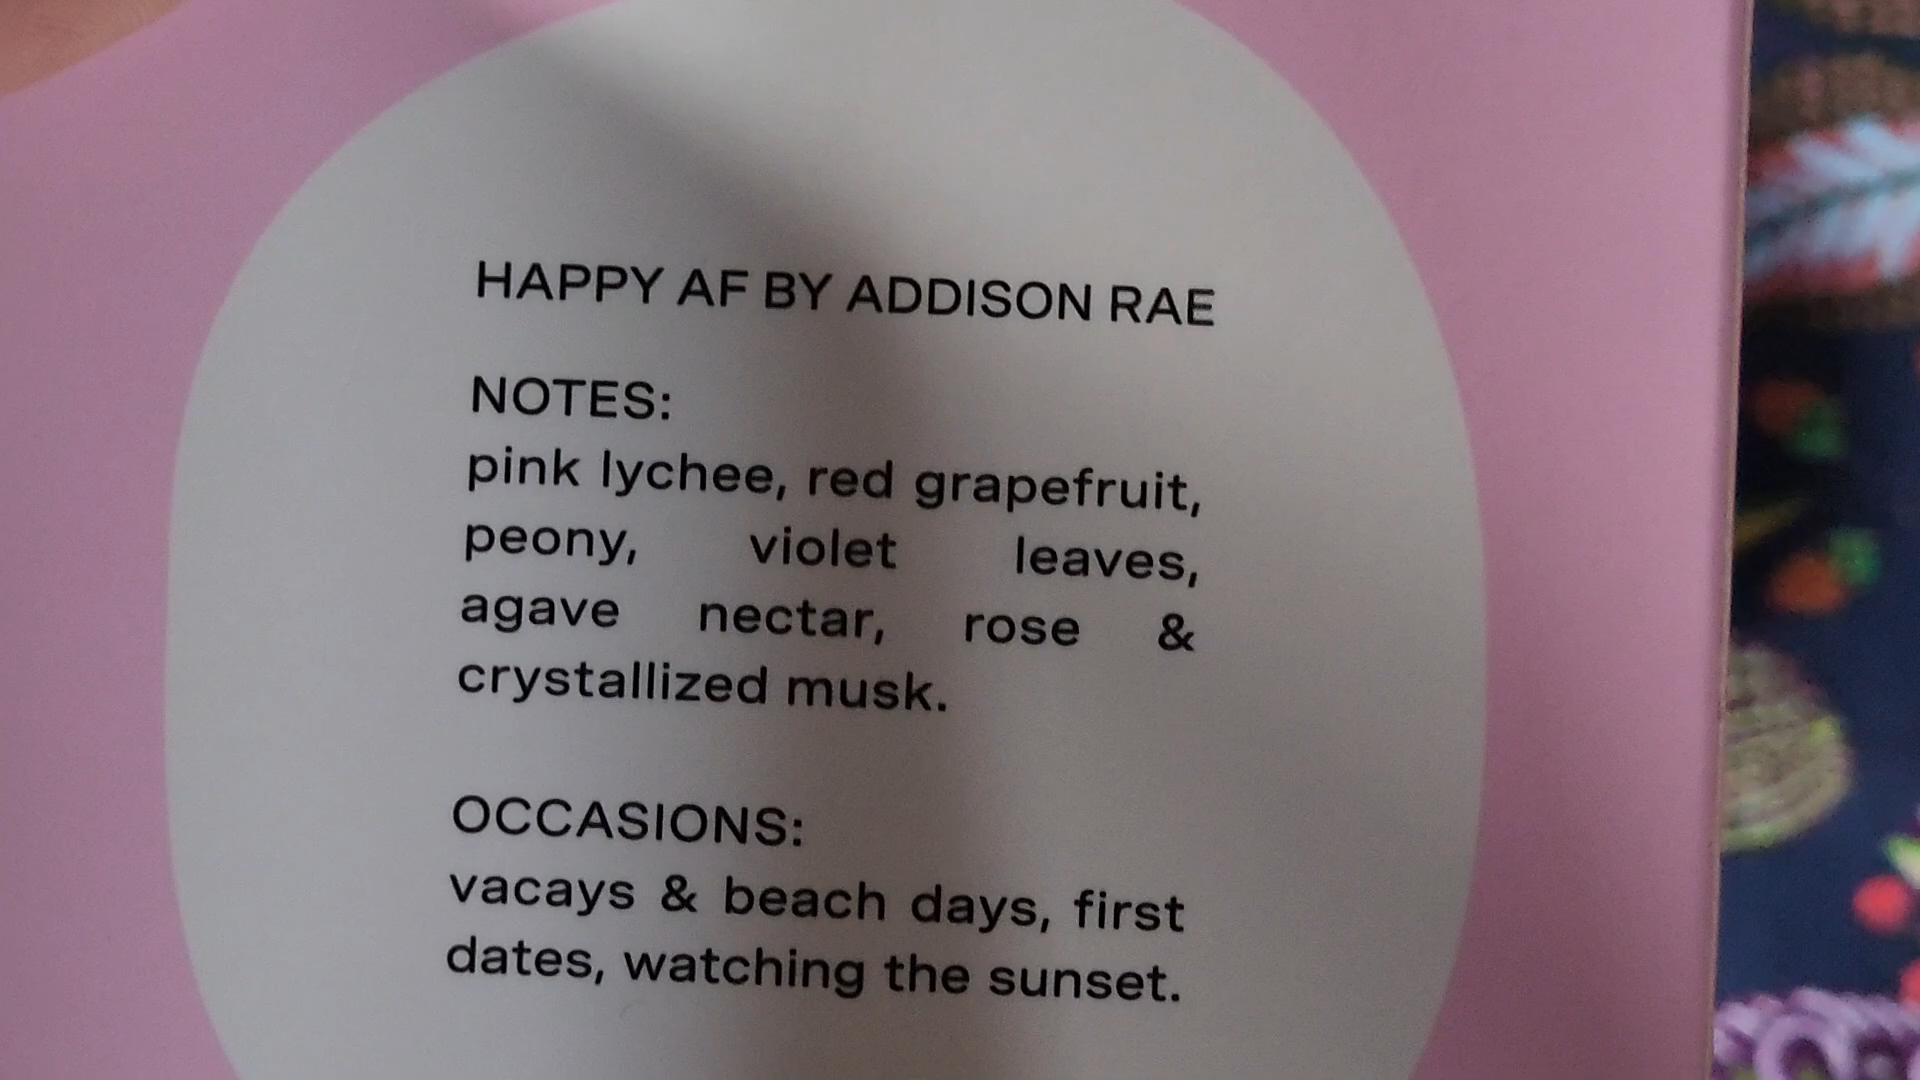 HAPPY AF BY ADDISON RAE
NOTES:
pink lychee, red grapefruit,
peony, violet leaves,
agave nectar, rose &
crystallized musk.
OCCASIONS:
vacays & beach days, first
dates, watching the sunset.